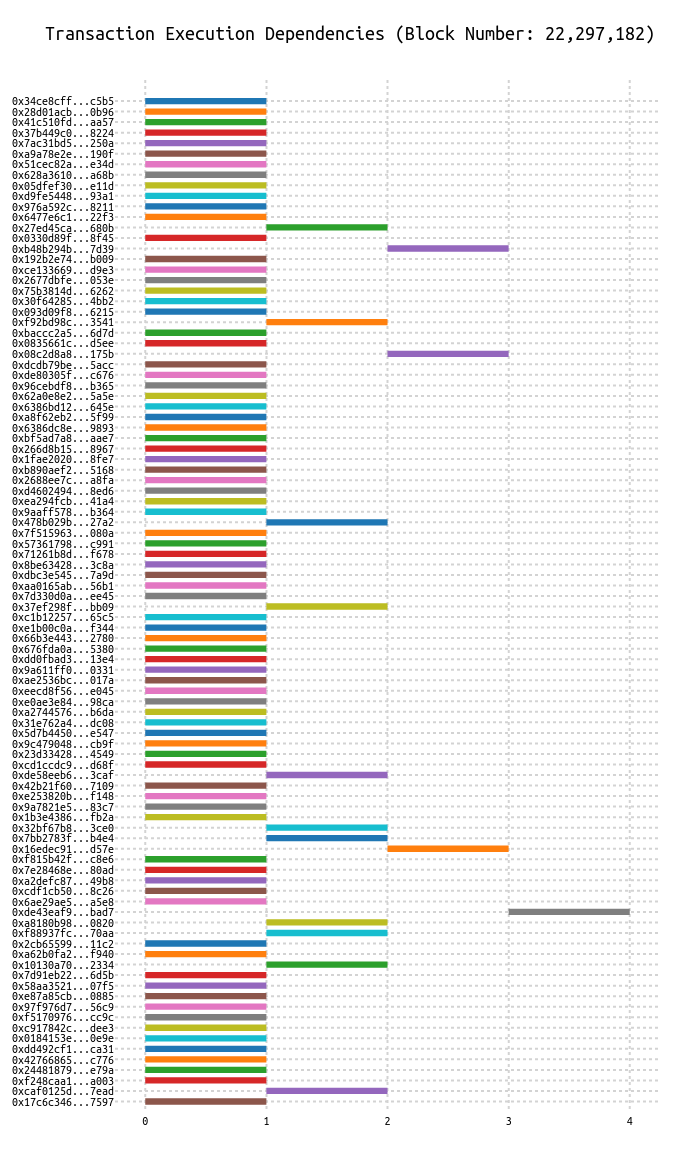 Transaction Execution Dependencies (Block Number: 22,297,182)
0x34ce8cff...c5b5
0x28d01acb...0b96
0x41c510fd...aa57
0x37b449c0...8224
0x7ac31bd5...250a
0xa9a78e2e...190f
0x51cec82a...e34d
0x628a3610...a68b
0x05dfef30...e11d
0xd9fe5448...93a1
0x976a592c...8211
0x6477e6c1...22f3
0x27ed45ca...680b
0x0330d89f...8f45
0xb48b294b...7d39
0x192b2e74...b009
0xce133669...d9e3
0x2677dbfe...053e
0x75b3814d...6262
0x30f64285...4bb2
0x093d09f8...6215
0xf92bd98c...3541
0xbaccc2a5...6d7d
0x0835661c...d5ee
0x08c2d8a8...175b
0xdcdb79be...5acc
0xde80305f...c676
0x96cebdf8...b365
0x62a0e8e2...5a5e
0x6386bd12...645e
0xa8f62eb2...5f99
0x6386dc8e...9893
0xbf5ad7a8...aae7
0x266d8b15...8967
0x1fae2020...8fe7
0xb890aef2...5168
0x2688ee7c...a8fa
0xd4602494...8ed6
0xea294fcb...41a4
0x9aaff578...b364
0x478b029b...27a2
0x7f515963...080a
0x57361798...c991
0x71261b8d...f678
0x8be63428...3c8a
0xdbc3e545...7a9d
0xaa0165ab...56b1
0x7d330d0a...ee45
0x37ef298f...bb09
0xc1b12257...65c5
0xe1b00c0a...f344
0x66b3e443...2780
0x676fda0a...5380
0xdd0fbad3...13e4
0x9a611ff0...0331
0xae2536bc...017a
0xeecd8f56...e045
0xe0ae3e84...98ca
0xa2744576...b6da
0x31e762a4...dc08
0x5d7b4450...e547
0x9c479048...cb9f
0x23d33428...4549
0xcd1ccdc9...d68f
0xde58eeb6...3caf
0x42b21f60...7109
0xe253820b...f148
0x9a7821e5...83c7
0x1b3e4386...fb2a
0x32bf67b8...3ce0
0x7bb2783f...b4e4
0x16edec91...d57e
0xf815b42f...c8e6
0x7e28468e...80ad
0xa2defc87...49b8
0xcdf1cb50...8c26
0x6ae29ae5...a5e8
0xde43eaf9...bad7
0xa8180b98...0820
0xf88937fc...70aa
0x2cb65599...11c2
0xa62b0fa2...f940
0x10130a70...2334
0x7d91eb22...6d5b
0x58aa3521...07f5
0xe87a85cb...0885
0x97f976d7...56c9
0xf5170976...cc9c
0xc917842c...dee3
0x0184153e...0e9e
0xdd492cf1...ca31
0x42766865...c776
0x24481879...e79a
0xf248caa1...a003
0xcaf0125d...7ead
0x17c6c346...7597
0 1 2 3 4